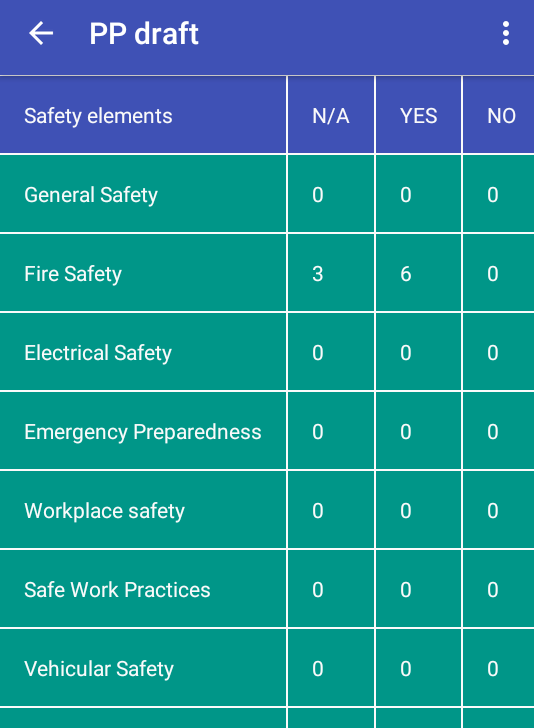 PP draft
Safety elements N/A YES NO
General Safety 0 0 0
Fire Safety 3 6 0
Electrical Safety 0 0 0
Emergency Preparedness 0 0 0
Workplace safety 0 0 0
Safe Work Practices 0 0 0
Vehicular Safety 0 0 0